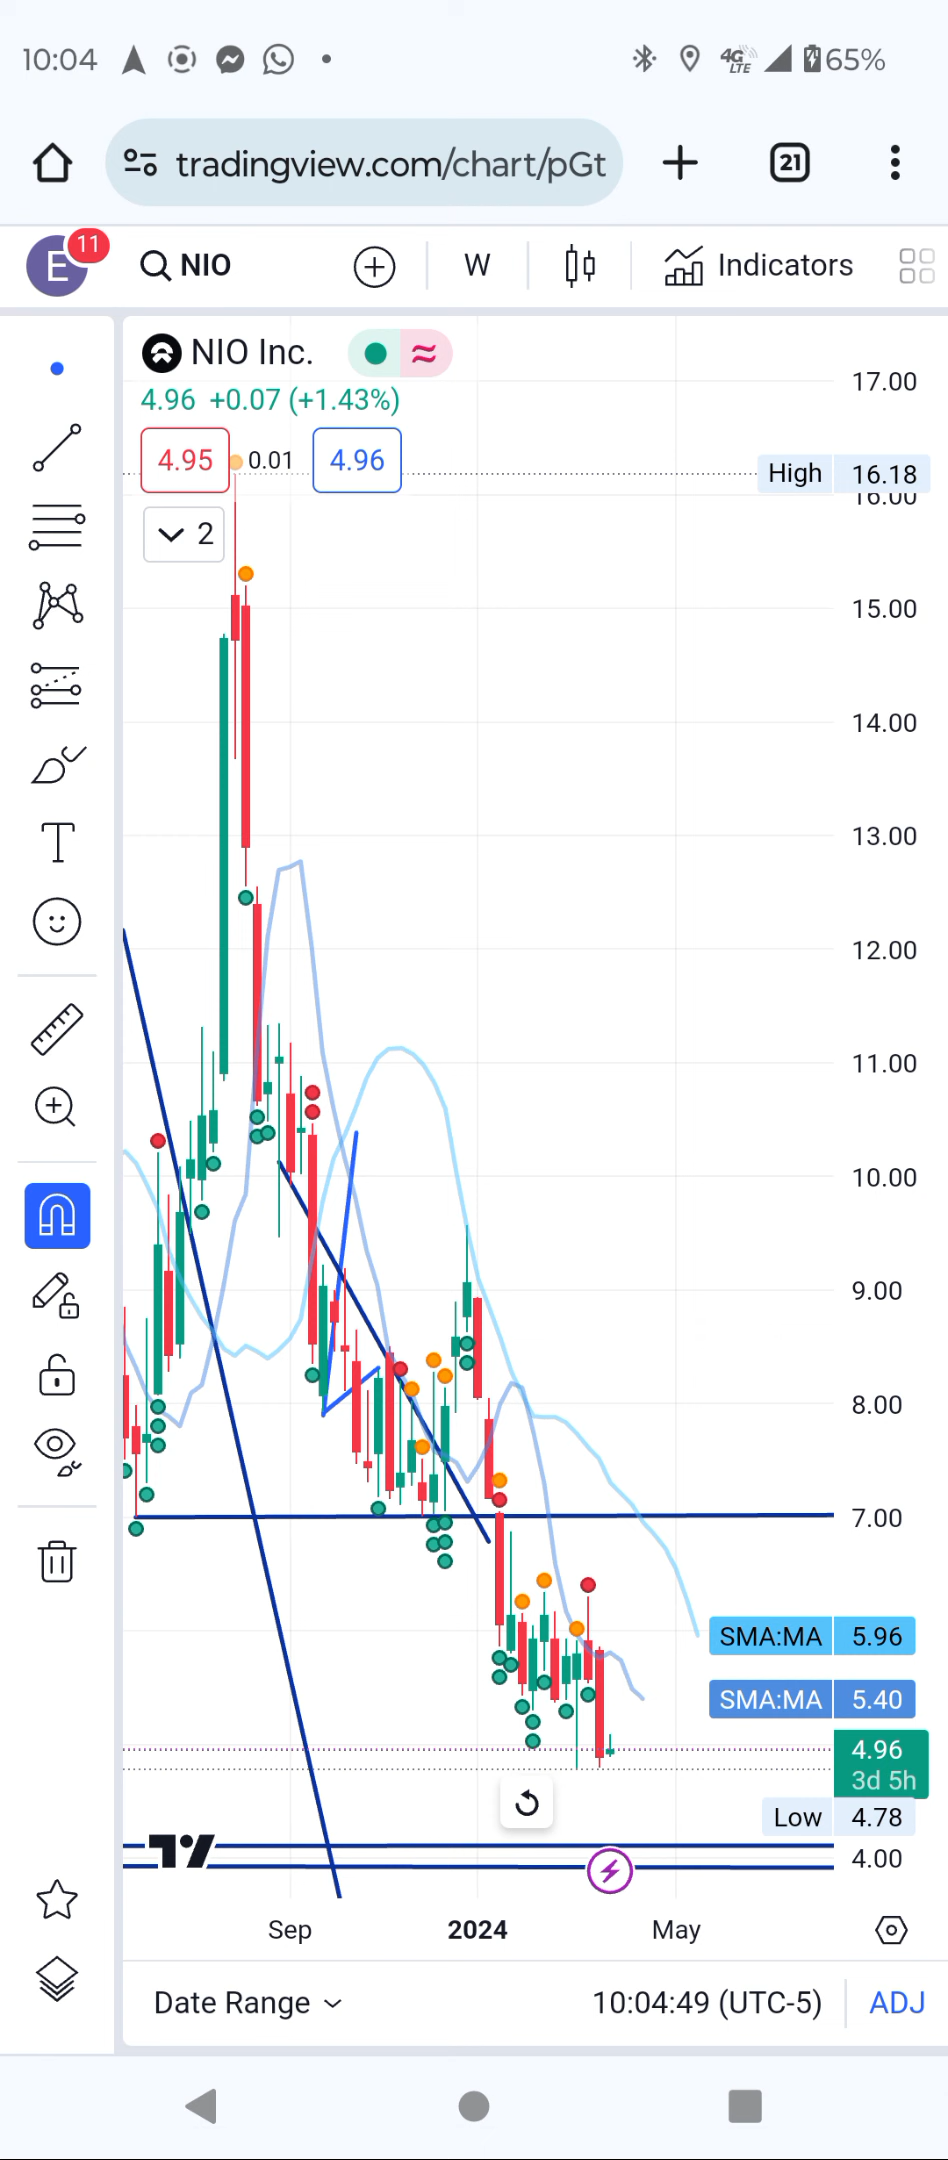 10:04
4G
LTE
65%
tradingview.com/chart/pGt
21
E
11
NIO
W
Indicators
NIO Inc.
4.96 +0.07 (+1.43%)
4.95
0.01
4.96
2
17.00
High 16.18
16.00
15.00
14.00
13.00
12.00
11.00
10.00
9.00
8.00
7.00
SMA:MA 5.96
SMA:MA 5.40
4.96
3d 5h
Low 4.78
4.00
Sep 2024 May
Date Range
10:04:49 (UTC-5)
ADJ